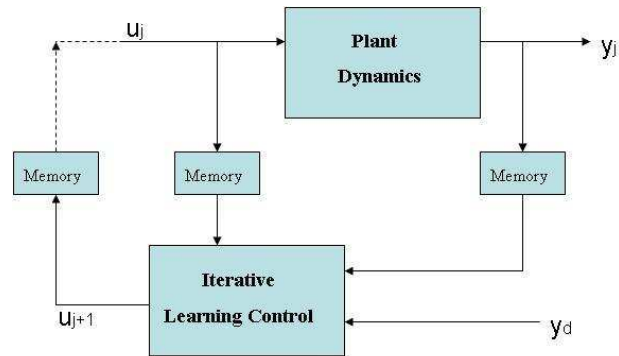 uj
Plant
Dynamics
yj
Memory
Memory
Memory
Iterative
Learning Control
uj+1
yd